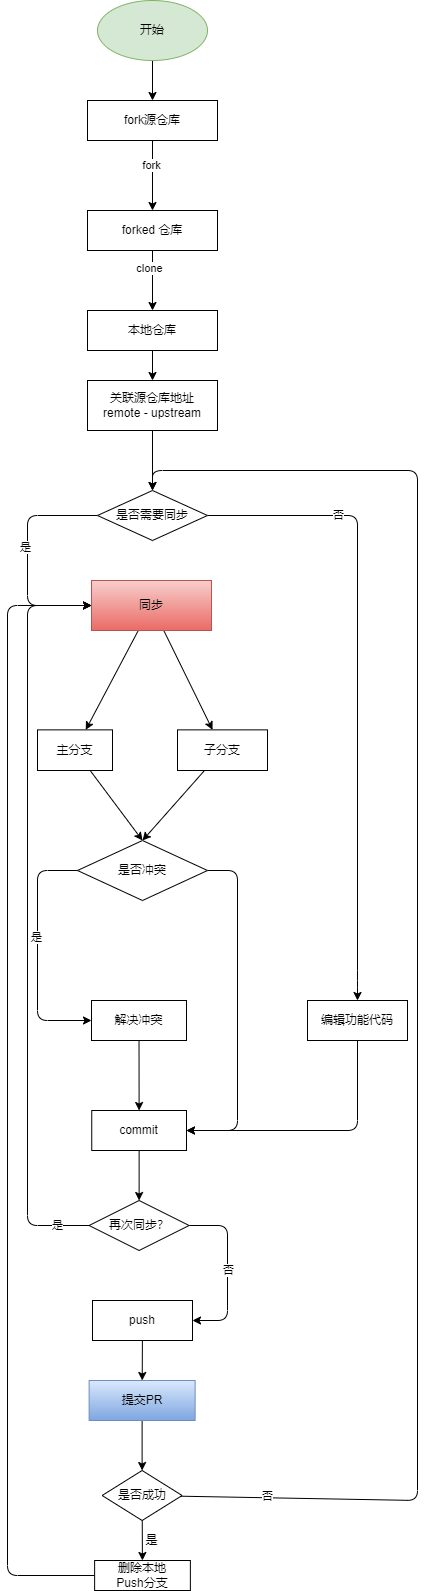 开始
fork源仓库
fork
forked 仓库
clone
本地仓库
关联源仓库地址
remote - upstream
是否需要同步
否
是
同步
主分支
子分支
是否冲突
是
解决冲突
编辑功能代码
commit
再次同步?
是
否
push
提交PR
是否成功
否
是
删除本地
Push分支